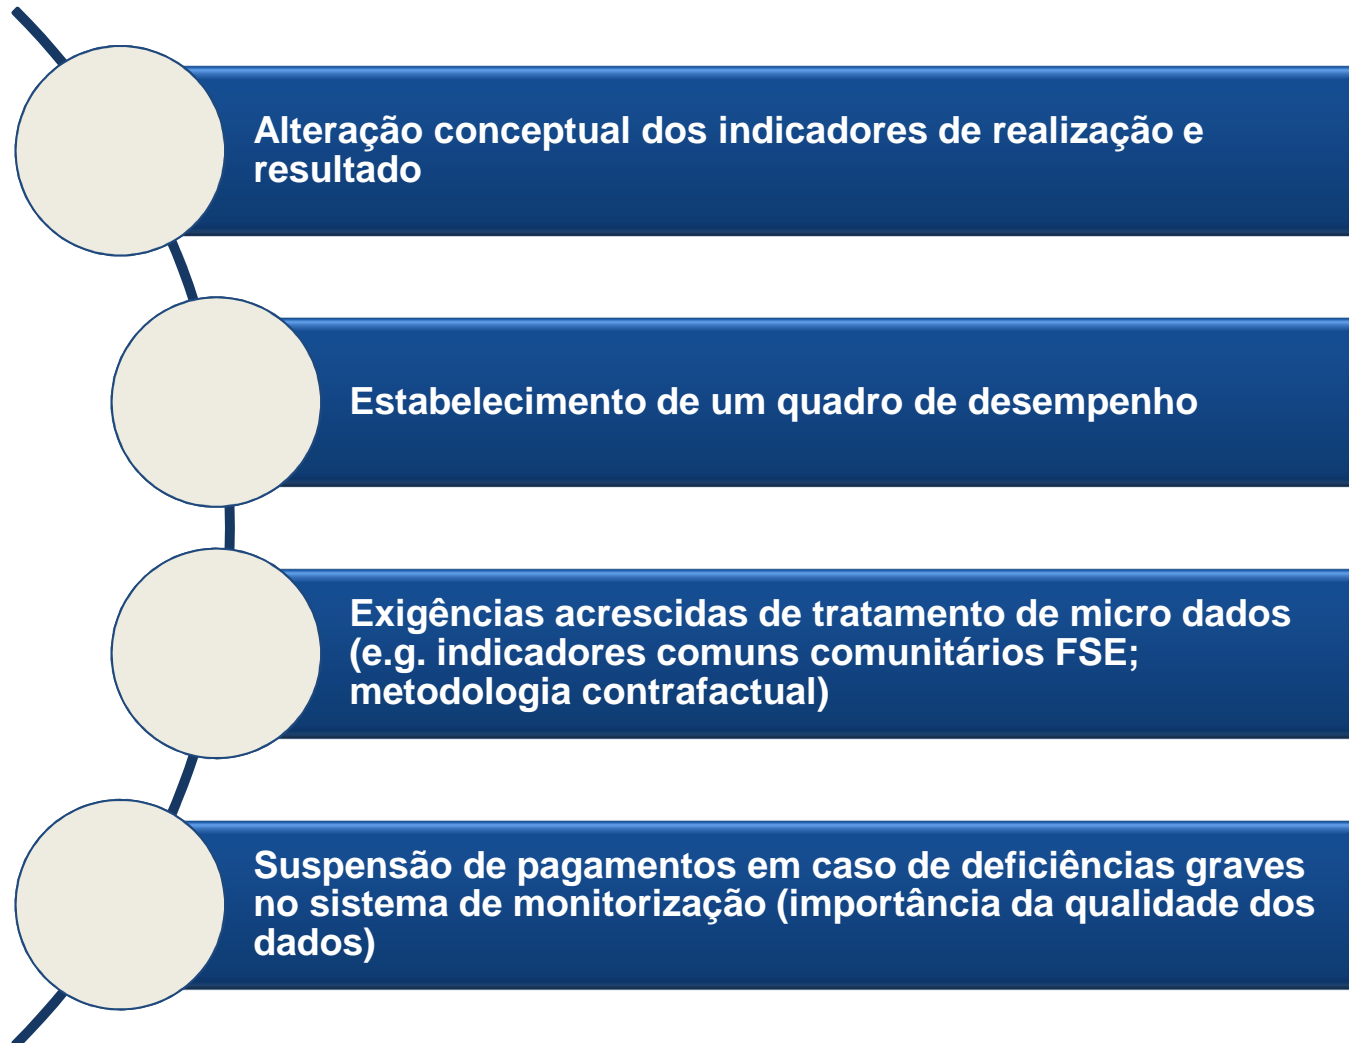 Alteração conceptual dos indicadores de realização e
resultado
Estabelecimento de um quadro de desempenho
Exigências acrescidas de tratamento de micro dados
(e.g. indicadores comuns comunitários FSE;
metodologia contrafactual)
Suspensão de pagamentos em caso de deficiências graves
no sistema de monitorização (importância da qualidade dos
dados)